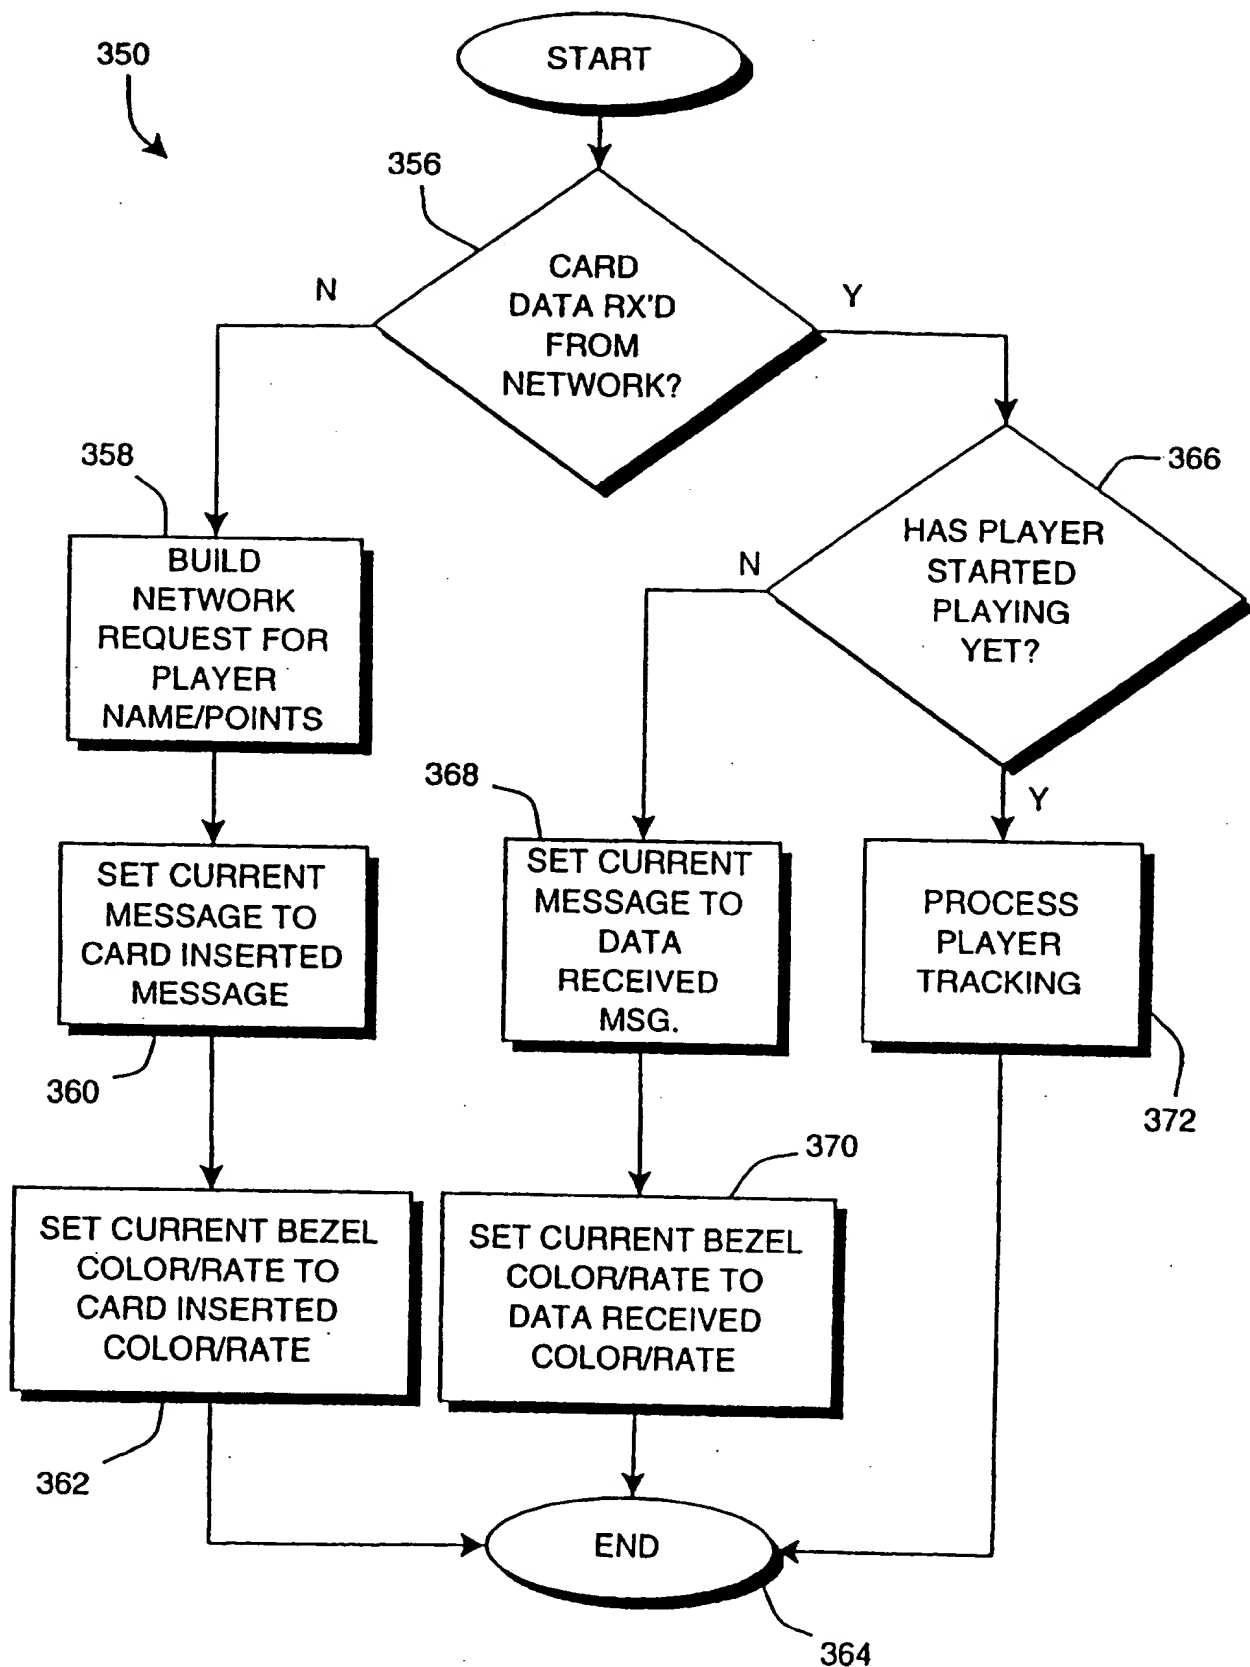 350
START
356
CARD
DATA RX'D
FROM
NETWORK?
N
Y
358
BUILD
NETWORK
REQUEST FOR
PLAYER
NAME/POINTS
366
HAS PLAYER
STARTED
PLAYING
YET?
N
Y
SET CURRENT
MESSAGE TO
CARD INSERTED
MESSAGE
360
368
SET CURRENT
MESSAGE TO
DATA
RECEIVED
MSG.
PROCESS
PLAYER
TRACKING
372
SET CURRENT BEZEL
COLOR/RATE TO
CARD INSERTED
COLOR/RATE
362
370
SET CURRENT BEZEL
COLOR/RATE TO
DATA RECEIVED
COLOR/RATE
END
364